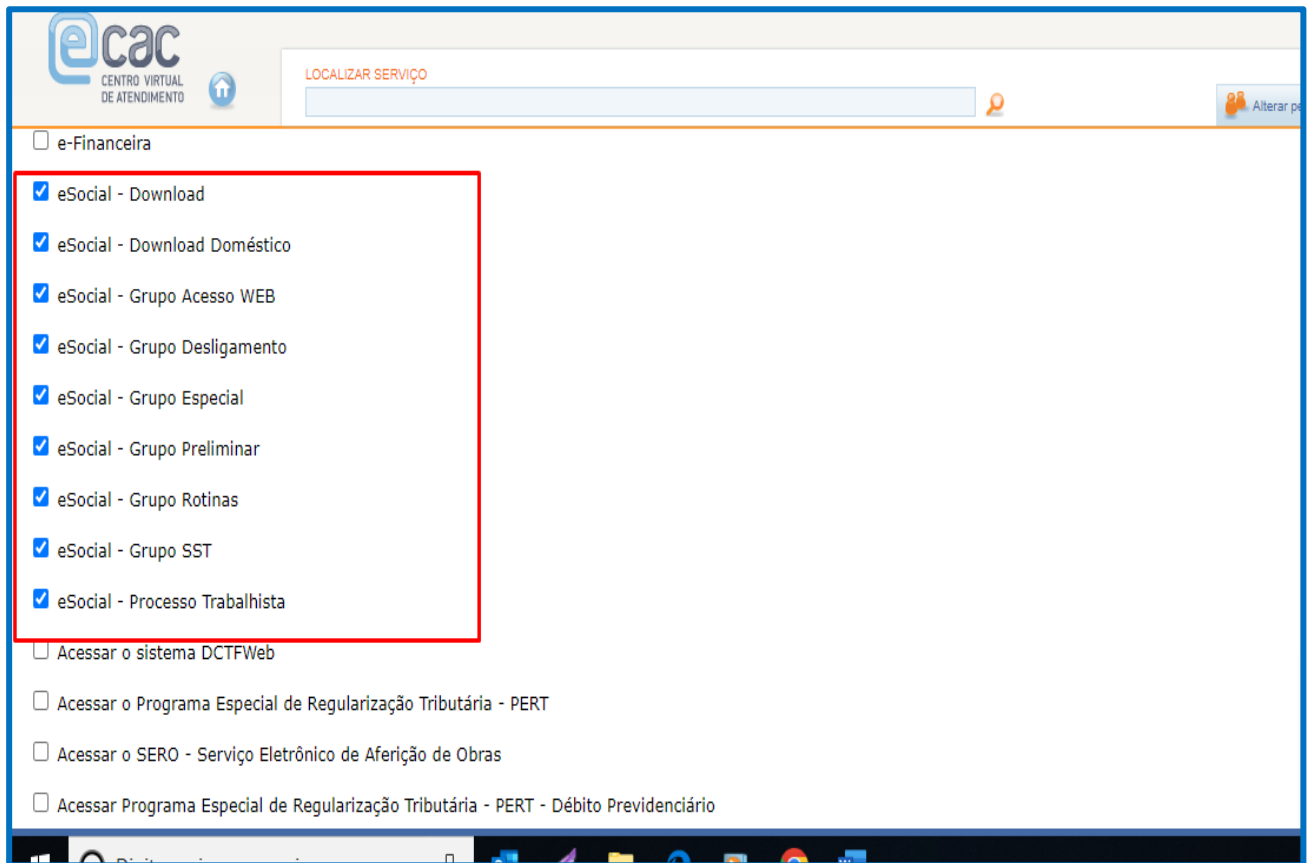 ecac
CENTRO VIRTUAL
DE ATENDIMENTO
LOCALIZAR SERVIÇO
Alterar
e-Financeira
eSocial - Download
eSocial - Download Doméstico
eSocial - Grupo Acesso WEB
eSocial - Grupo Desligamento
eSocial - Grupo Especial
eSocial - Grupo Preliminar
eSocial - Grupo Rotinas
eSocial - Grupo SST
eSocial - Processo Trabalhista
Acessar o sistema DCTFWeb
Acessar o Programa Especial de Regularização Tributária - PERT
Acessar o SERO - Serviço Eletrônico de Aferição de Obras
Acessar Programa Especial de Regularização Tributária - PERT - Débito Previdenciário